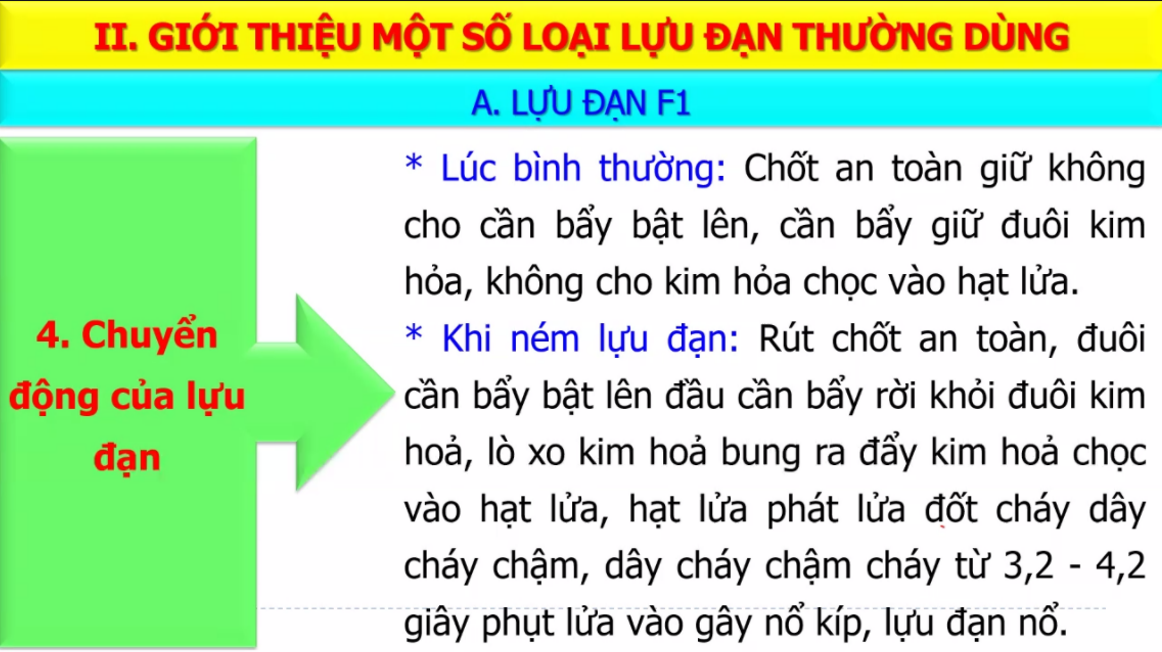 II. GIỚI THIỆU MỘT SỐ LOẠI LỰU ĐẠN THƯỜNG DÙNG
A. LỰU ĐẠN F1
4. Chuyển
động của lựu
đạn
* Lúc bình thường: Chốt an toàn giữ không
cho cần bẩy bật lên, cần bẩy giữ đuôi kim
hỏa, không cho kim hỏa chọc vào hạt lửa.
* Khi ném lựu đạn: Rút chốt an toàn, đuôi
cần bẩy bật lên đầu cần bẩy rời khỏi đuôi kim
hoả, lò xo kim hoả bung ra đẩy kim hoả chọc
vào hạt lửa, hạt lửa phát lửa đốt cháy dây
cháy chậm, dây cháy chậm cháy từ 3,2 - 4,2
giây phụt lửa vào gây nổ kíp, lựu đạn nổ.